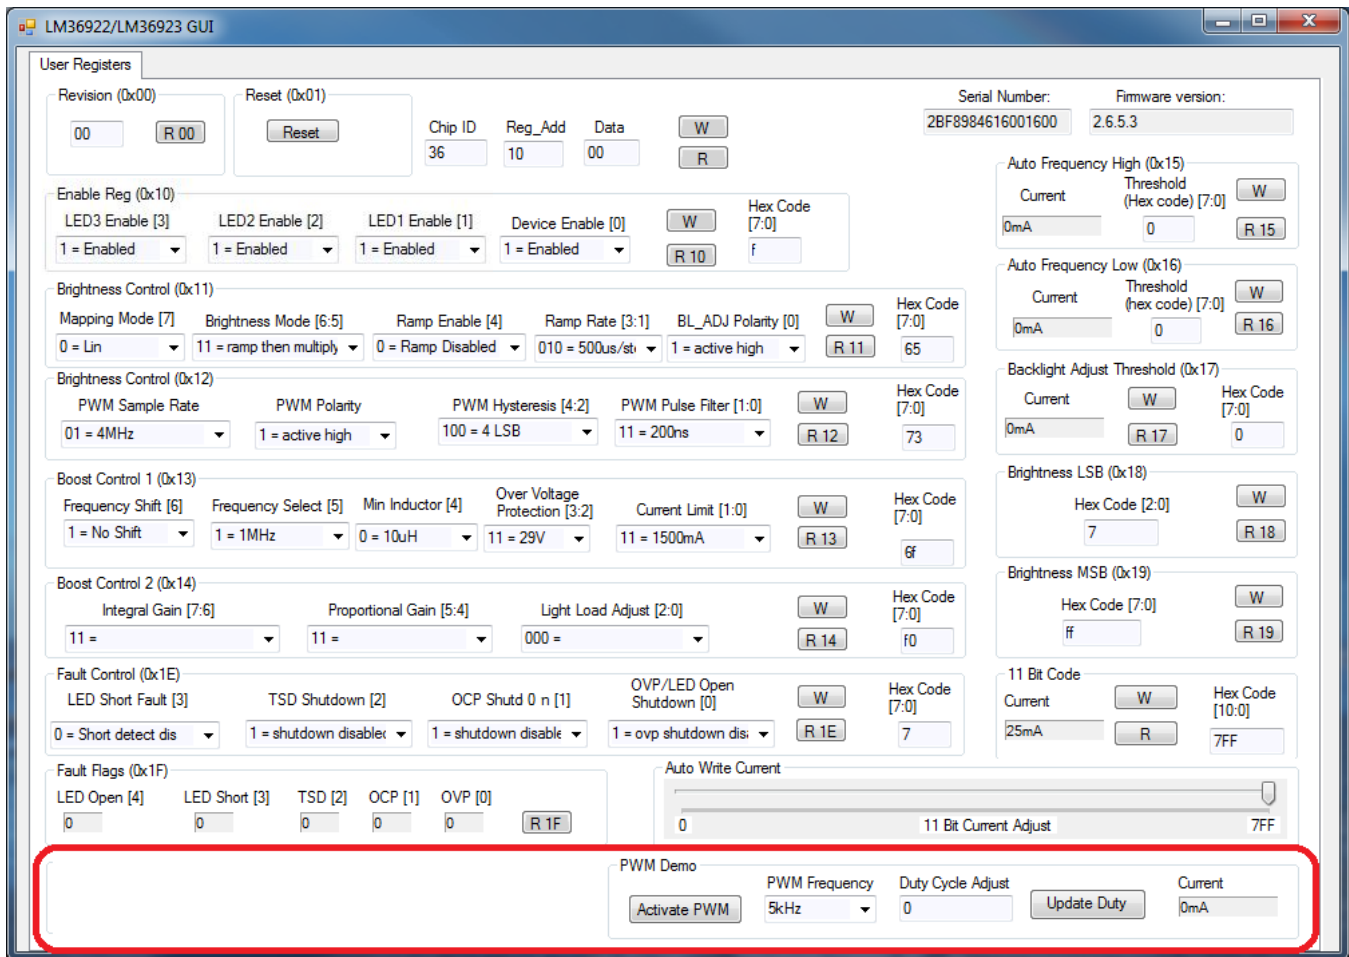 LM36922/LM36923 GUI
User Registers
Revision (0x00)
00
R 00
Reset (0x01)
Reset
Chip ID Reg_Add Data
36 10 00
W
R
Serial Number: Firmware version:
2BF8984616001600 2.6.5.3
Enable Reg (0x10)
LED3 Enable [3] LED2 Enable [2] LED1 Enable [1] Device Enable [0]
1 = Enabled 1 = Enabled 1 = Enabled 1 = Enabled
W
R 10
Hex Code
[7:0]
f
Brightness Control (0x11)
Mapping Mode [7] Brightness Mode [6:5] Ramp Enable [4] Ramp Rate [3:1] BL_ADJ Polarity [0]
0 = Lin 11 = ramp then multiply 0 = Ramp Disabled 010 = 500us/ste 1 = active high
W
R 11
Hex Code
[7:0]
65
Brightness Control (0x12)
PWM Sample Rate PWM Polarity PWM Hysteresis [4:2] PWM Pulse Filter [1:0]
01 = 4MHz 1 = active high 100 = 4 LSB 11 = 200ns
W
R 12
Hex Code
[7:0]
73
Boost Control 1 (0x13)
Frequency Shift [6] Frequency Select [5] Min Inductor [4] Over Voltage
Protection [3:2] Current Limit [1:0]
1 = No Shift 1 = 1MHz 0 = 10uH 11 = 29V 11 = 1500mA
W
R 13
Hex Code
[7:0]
6f
Boost Control 2 (0x14)
Integral Gain [7:6] Proportional Gain [5:4] Light Load Adjust [2:0]
11 = 11 = 000 =
W
R 14
Hex Code
[7:0]
f0
Fault Control (0x1E)
LED Short Fault [3] TSD Shutdown [2] OCP Shutd 0 n [1] OVP/LED Open
Shutdown [0]
0 = Short detect dis 1 = shutdown disablec 1 = shutdown disable 1 = ovp shutdown disa
W
R 1E
Hex Code
[7:0]
7
Fault Flags (0x1F)
LED Open [4] LED Short [3] TSD [2] OCP [1] OVP [0]
0 0 0 0 0
R 1F
Auto Frequency High (0x15)
Current Threshold
(Hex code) [7:0]
0mA 0
W
R 15
Auto Frequency Low (0x16)
Current Threshold
(hex code) [7:0]
0mA 0
W
R 16
Backlight Adjust Threshold (0x17)
Current
0mA
W
R 17
Hex Code
[7:0]
0
Brightness LSB (0x18)
Hex Code [2:0]
7
W
R 18
Brightness MSB (0x19)
Hex Code [7:0]
ff
W
R 19
11 Bit Code
Current
25mA
W
R
Hex Code
[10:0]
7FF
Auto Write Current
0 11 Bit Current Adjust 7FF
PWM Demo
Activate PWM
PWM Frequency Duty Cycle Adjust
5kHz 0
Update Duty
Current
0mA